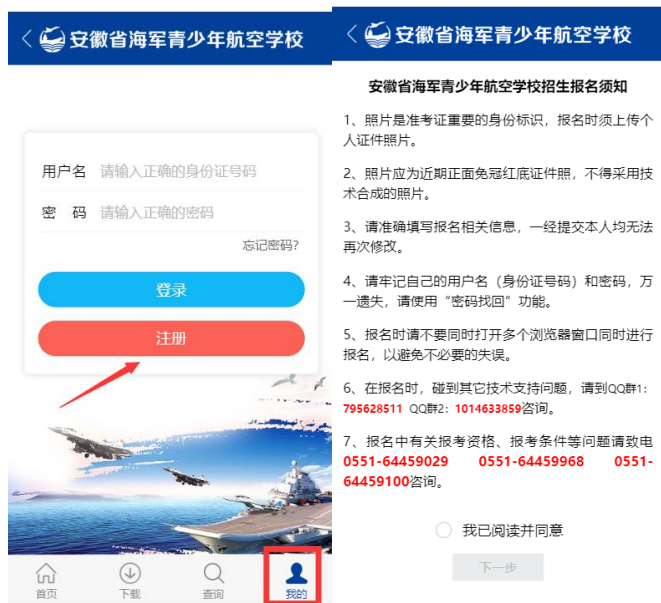 安徽省海军青少年航空学校
用户名 请输入正确的身份证号码
密 码 请输入正确的密码
忘记密码?
登录
注册
首页 下载 查询 我的
安徽省海军青少年航空学校
安徽省海军青少年航空学校招生报名须知
1、照片是准考证重要的身份标识，报名时须上传个
人证件照片。
2、照片应为近期正面免冠红底证件照，不得采用技
术合成的照片。
3、请准确填写报名相关信息，一经提交本人均无法
再次修改。
4、请牢记自己的用户名（身份证号码）和密码，万
一遗失，请使用“密码找回”功能。
5、报名时请不要同时打开多个浏览器窗口同时进行
报名，以避免不必要的失误。
6、在报名时，碰到其它技术支持问题，请到QQ群1:
795628511 QQ群2: 1014633859咨询。
7、报名中有关报考资格、报考条件等问题请致电
0551-64459029 0551-64459968 0551-
64459100咨询。
我已阅读并同意
下一步